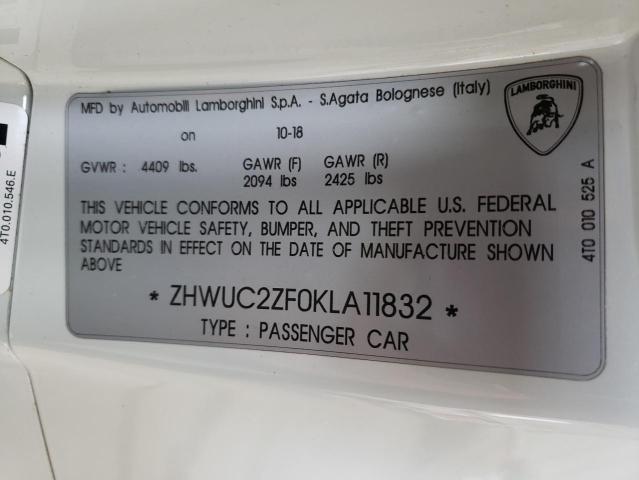 MFD by Automobili Lamborghini S.p.A. - S.Agata Bolognese (Italy)
on 10-18
GVWR : 4409 lbs. GAWR (F) GAWR (R)
2094 lbs 2425 lbs
THIS VEHICLE CONFORMS TO ALL APPLICABLE U.S. FEDERAL
MOTOR VEHICLE SAFETY, BUMPER, AND THEFT PREVENTION
STANDARDS IN EFFECT ON THE DATE OF MANUFACTURE SHOWN
ABOVE
* ZHWUC2ZF0KLA11832 *
TYPE : PASSENGER CAR
LAMBORGHINI
4T0 010 525 A
4T0.010.546.E